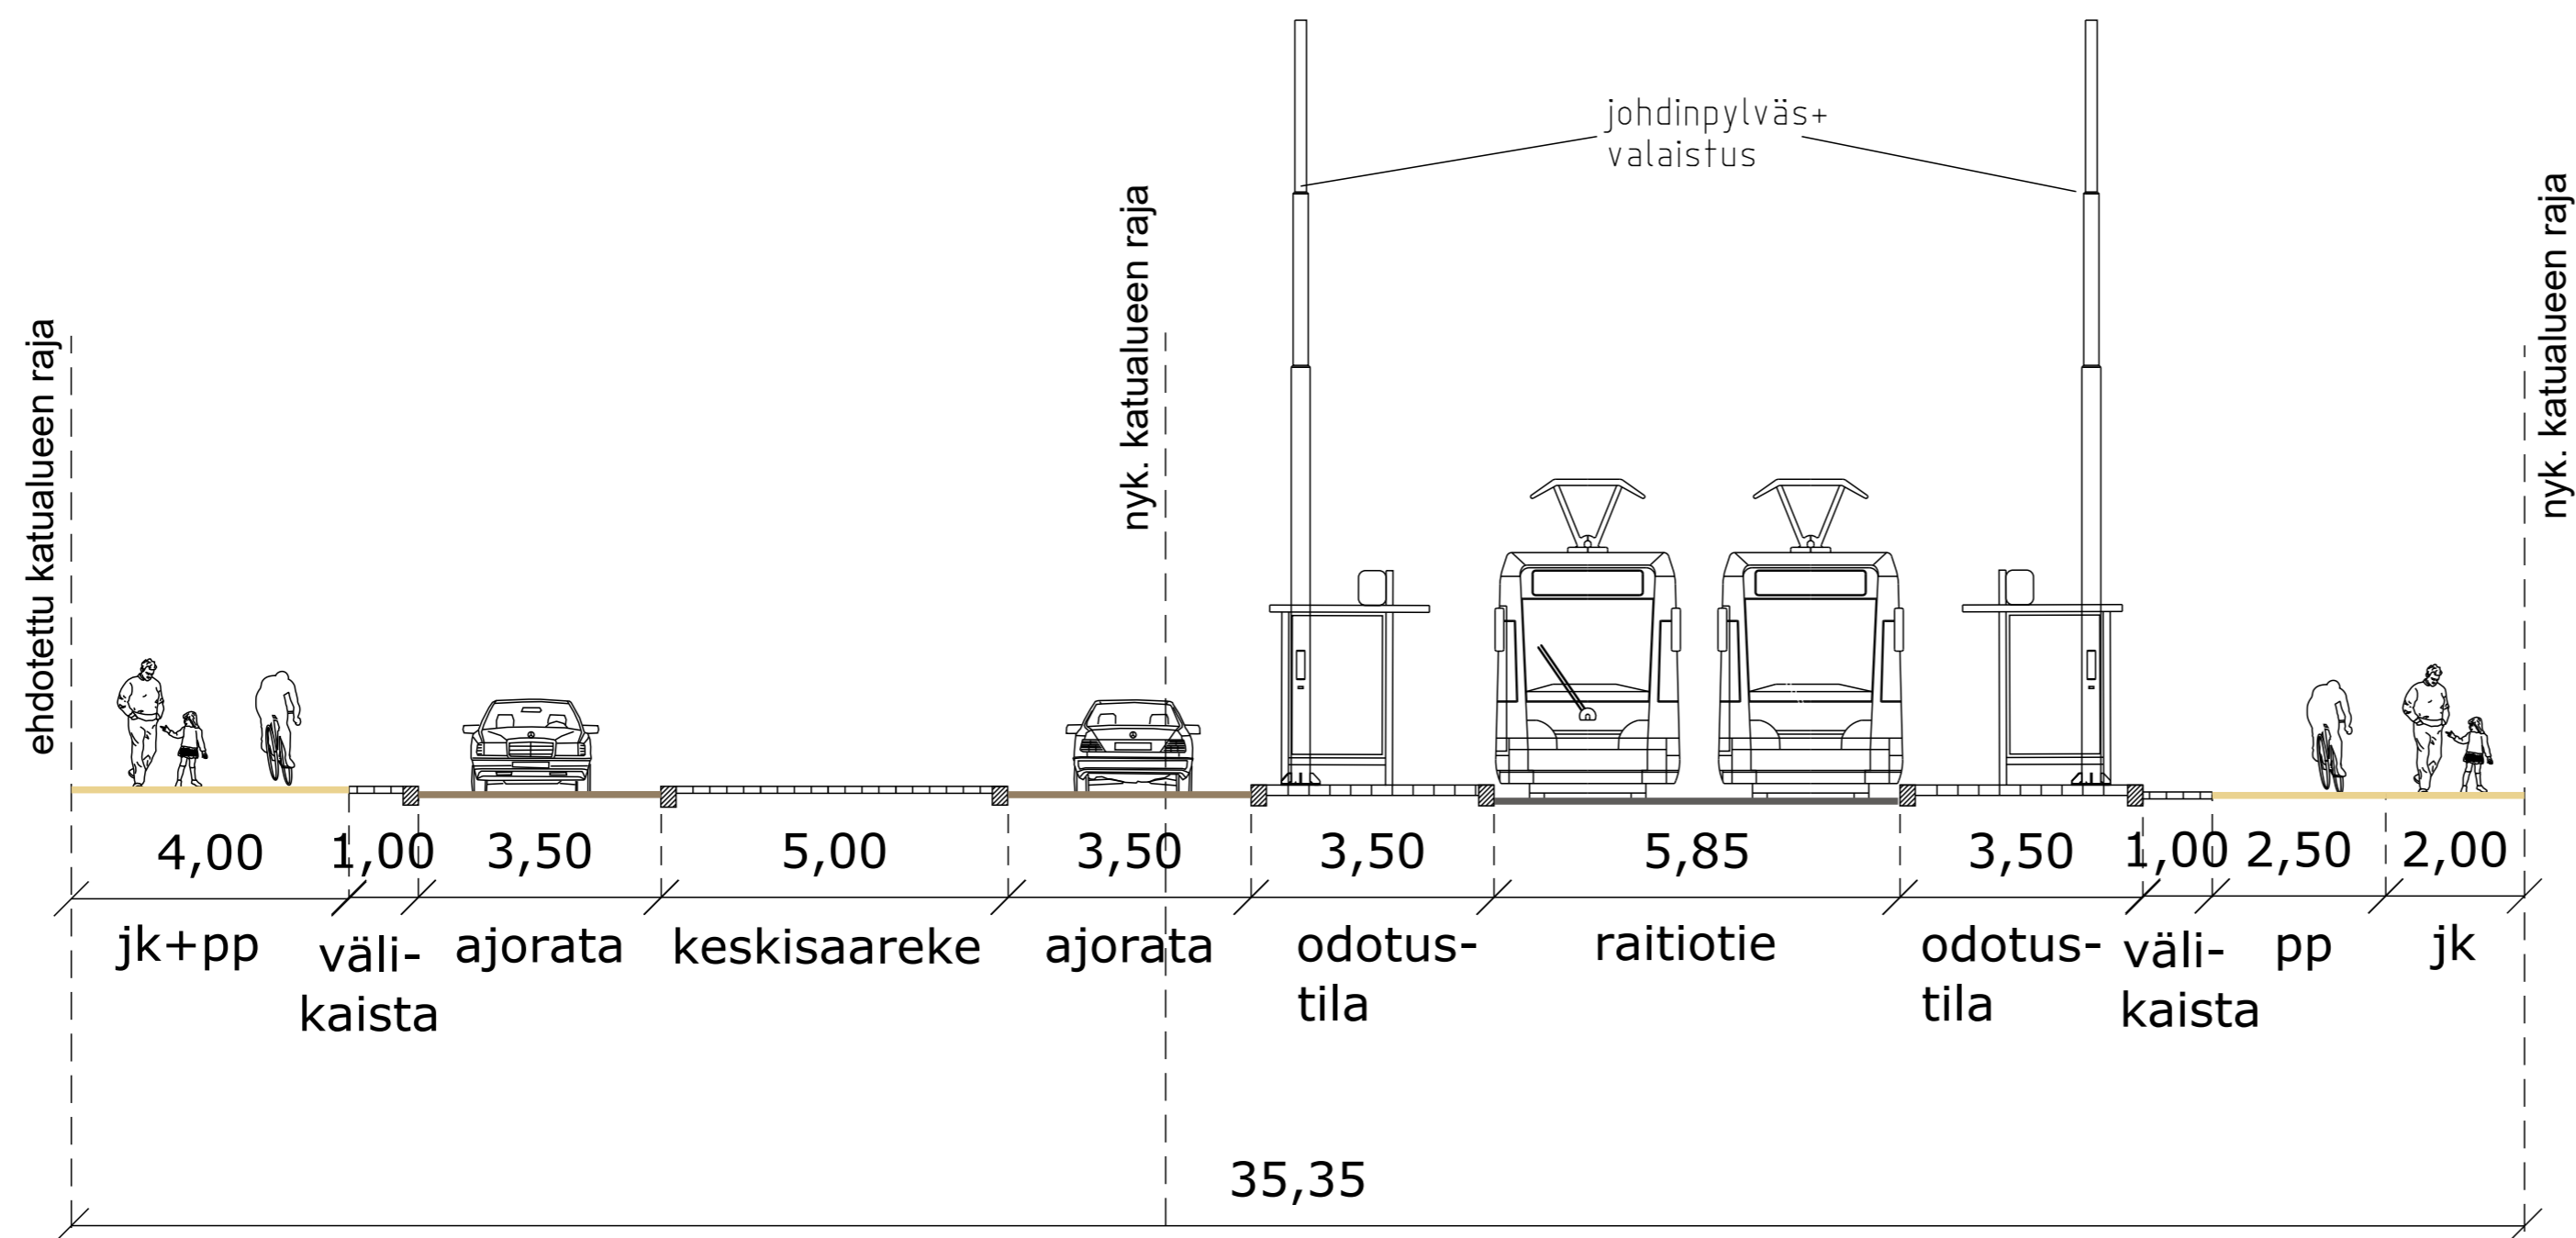 johdinpylväs+
valaistus
ehdotettu katualueen raja
nyk. katualueen raja
nyk. katualueen raja
4,00
1,00
3,50
5,00
3,50
3,50
5,85
3,50
1,00
2,50
2,00
jk+pp
väli-
kaista
ajorata
keskisaareke
ajorata
odotus-
tila
raitiotie
odotus-
tila
väli-
kaista
pp
jk
35,35